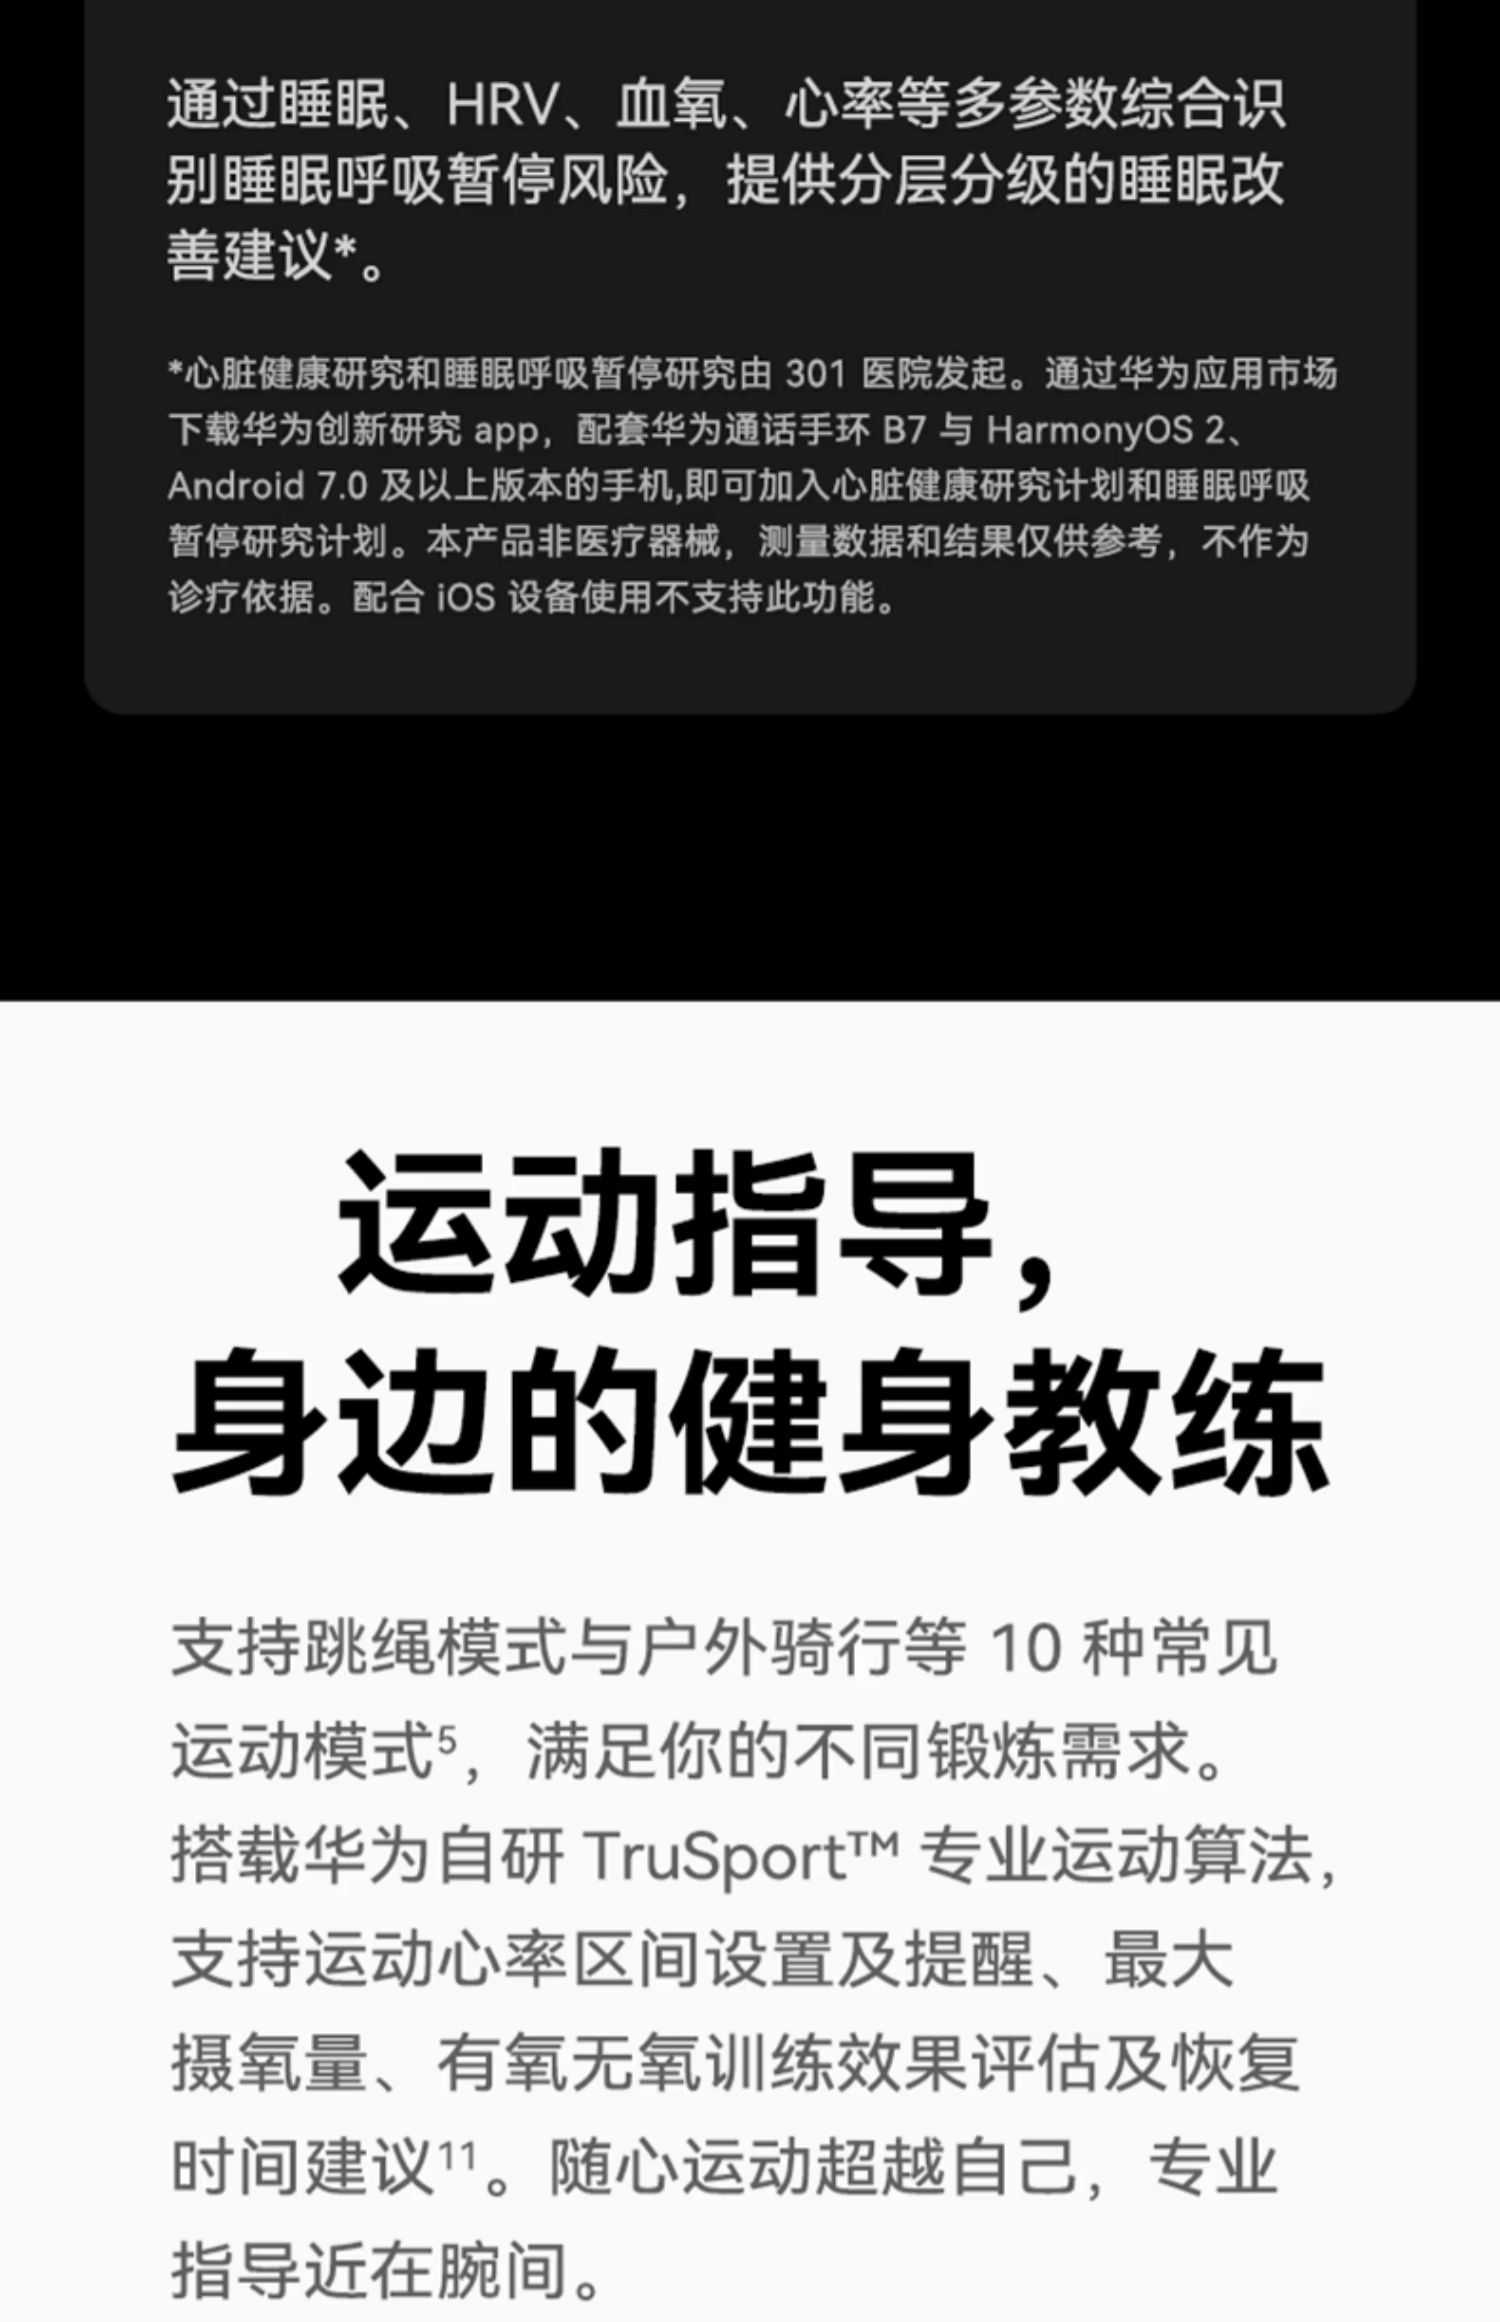 通过睡眠、HRV、血氧、心率等多参数综合识
别睡眠呼吸暂停风险，提供分层分级的睡眠改
善建议*。
*心脏健康研究和睡眠呼吸暂停研究由 301 医院发起。通过华为应用市场
下载华为创新研究 app，配套华为通话手环 B7 与 HarmonyOS 2、
Android 7.0 及以上版本的手机,即可加入心脏健康研究计划和睡眠呼吸
暂停研究计划。本产品非医疗器械，测量数据和结果仅供参考，不作为
诊疗依据。配合 iOS 设备使用不支持此功能。
运动指导，
身边的健身教练
支持跳绳模式与户外骑行等 10 种常见
运动模式⁵，满足你的不同锻炼需求。
搭载华为自研 TruSport™ 专业运动算法，
支持运动心率区间设置及提醒、最大
摄氧量、有氧无氧训练效果评估及恢复
时间建议¹¹。随心运动超越自己，专业
指导近在腕间。